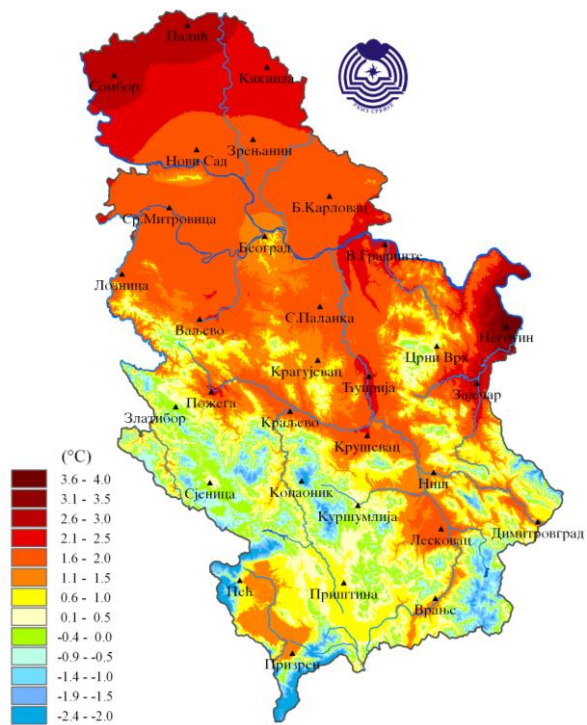 Палић
Сомбор
Кикинда
РХМЗ СРБИЈЕ
Зрењанин
Нови Сад
Б.Карловац
Ср.Митровица
Београд
В.Градиште
Лозница
С.Паланка
Ваљево
Неготин
Црни Врх
Крагујевац
Ћуприја
Зајечар
Пожега
Златибор
Краљево
Крушевац
Ниш
Сјеница
Копаоник
Куршумлија
Димитровград
Лесковац
Пећ
Приштина
Врање
Призрен
(°C)
3.6 - 4.0
3.1 - 3.5
2.6 - 3.0
2.1 - 2.5
1.6 - 2.0
1.1 - 1.5
0.6 - 1.0
0.1 - 0.5
-0.4 - 0.0
-0.9 - -0.5
-1.4 - -1.0
-1.9 - -1.5
-2.4 - -2.0